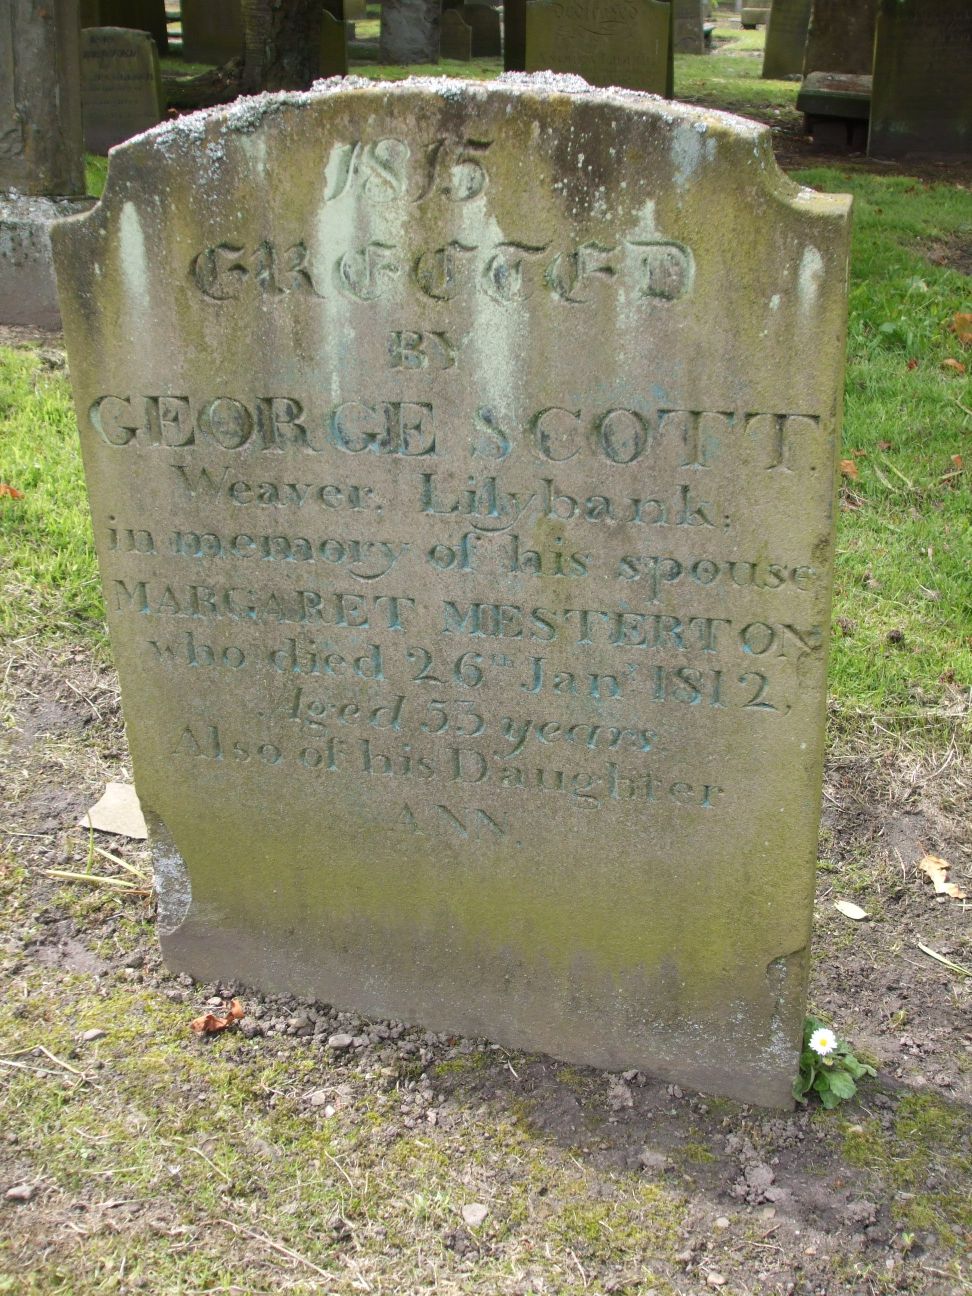 1815
ERECTED
BY
GEORGE SCOTT.
Weaver, Lilybank,
in memory of his spouse
MARGARET MESTERTON
who died 26th Jany. 1812,
Aged 53 years.
Also of his Daughter
ANN.